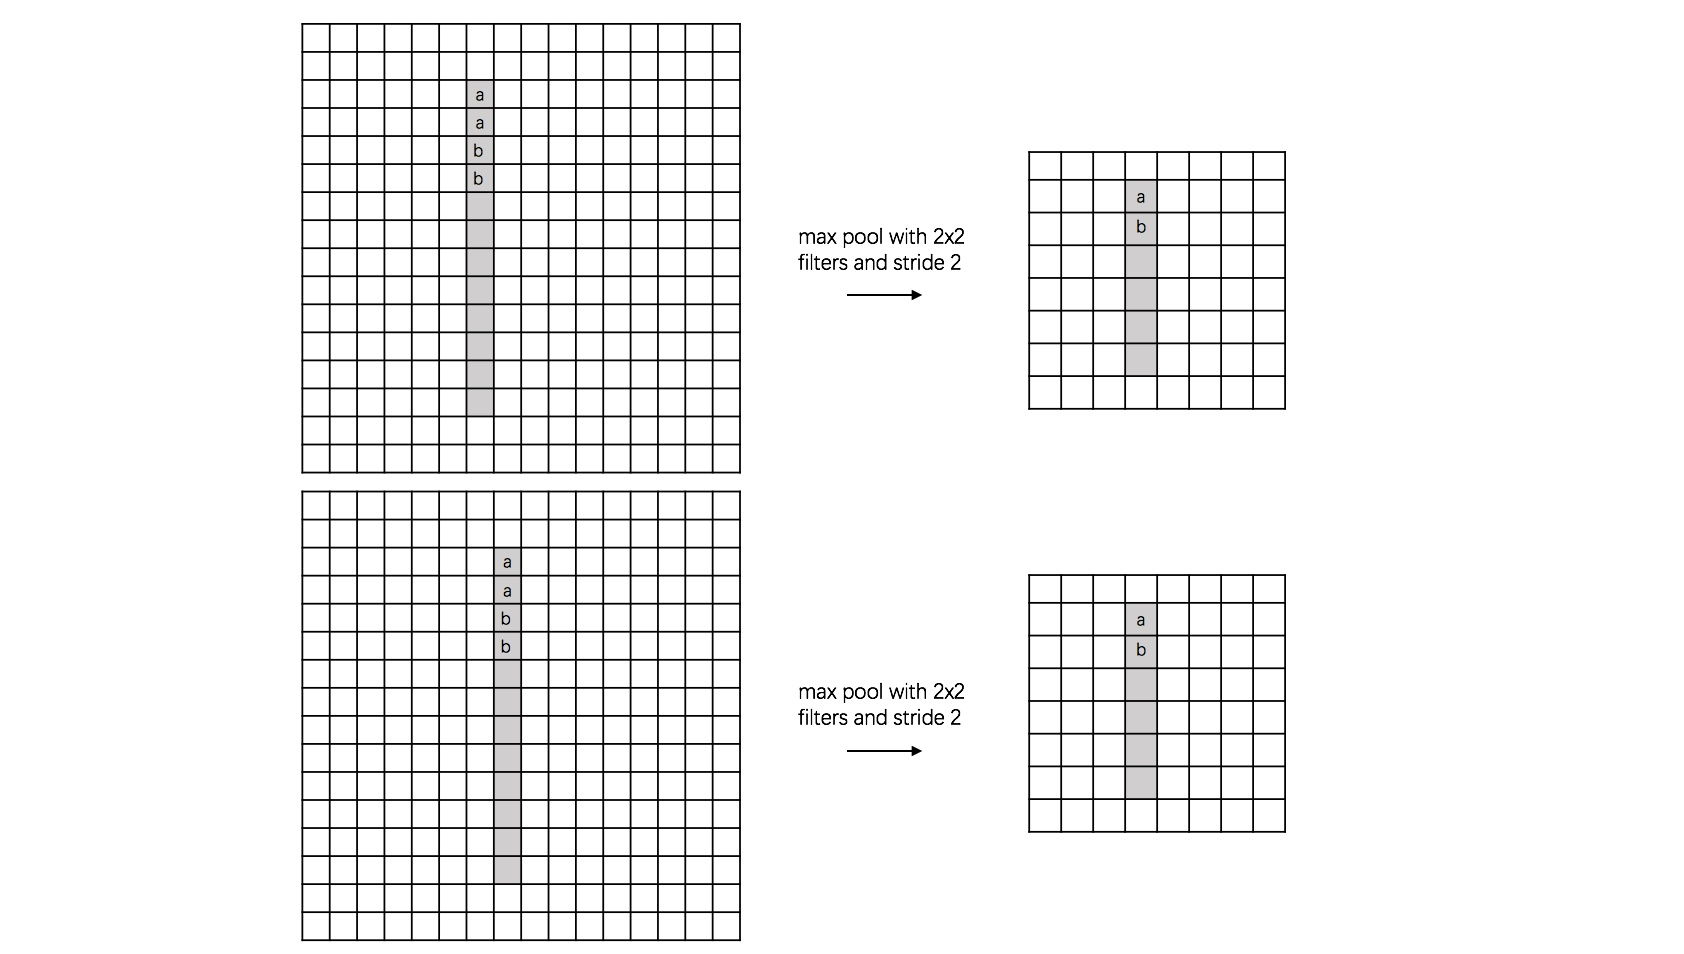 a
a
b
b
max pool with 2x2
filters and stride 2
a
b
a
a
b
b
max pool with 2x2
filters and stride 2
a
b